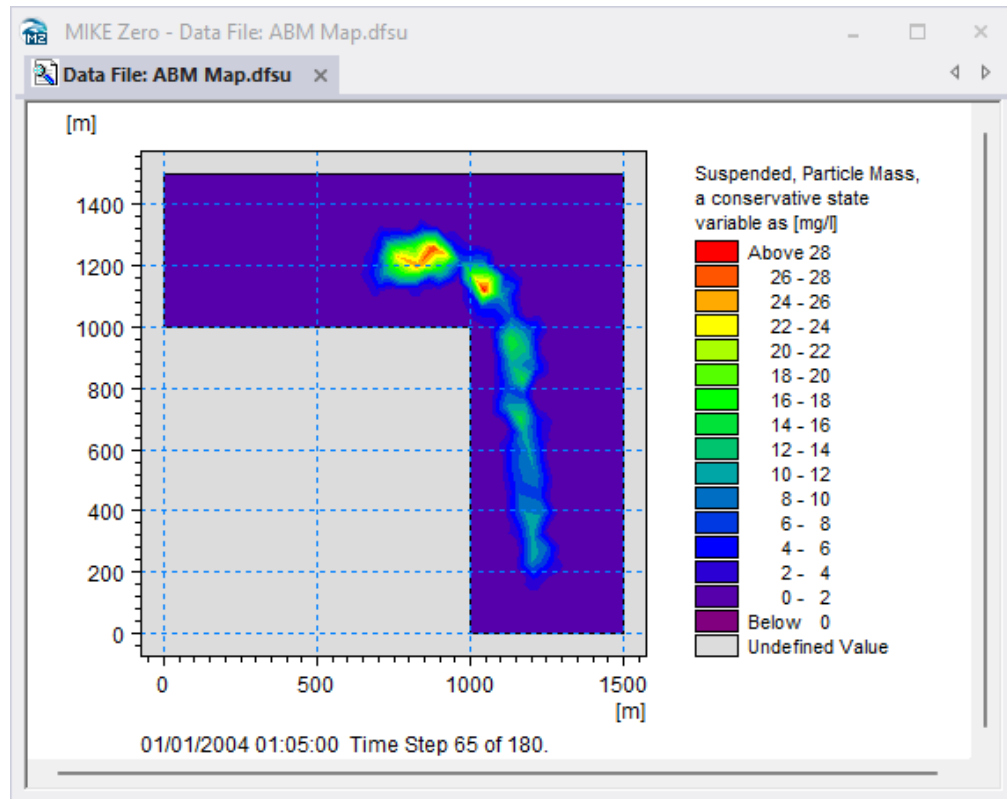 MIKE Zero - Data File: ABM Map.dfsu
Data File: ABM Map.dfsu
[m]
1400
1200
1000
800
600
400
200
0
0 500 1000 1500
[m]
01/01/2004 01:05:00 Time Step 65 of 180.
Suspended, Particle Mass,
a conservative state
variable as [mg/l]
Above 28
26 - 28
24 - 26
22 - 24
20 - 22
18 - 20
16 - 18
14 - 16
12 - 14
10 - 12
8 - 10
6 - 8
4 - 6
2 - 4
0 - 2
Below 0
Undefined Value